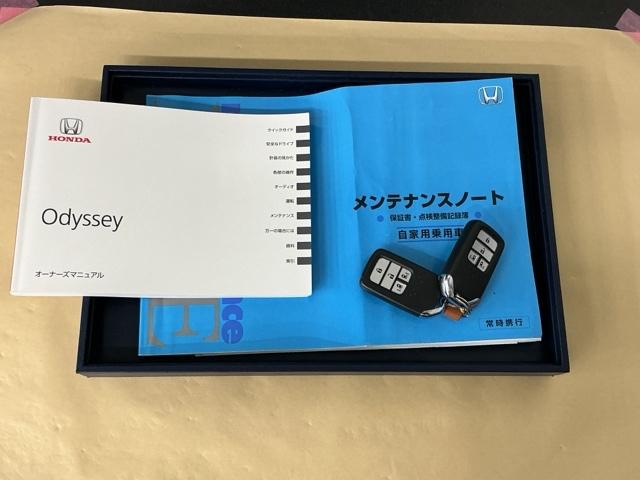 HONDA
Odyssey
オーナーズマニュアル
クイックガイド
安全なドライブ
計器の見かた
各部の操作
オーディオ
運転
メンテナンス
万一の場合には
資料
索引
メンテナンスノート
保証書・点検整備記録簿
自家用乗用車
常時携行